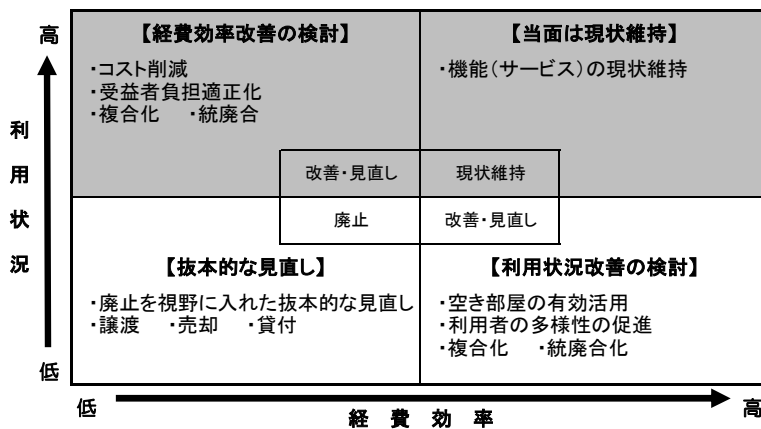 高
利
用
状
況
低
【経費効率改善の検討】
・コスト削減
・受益者負担適正化
・複合化　・統廃合
【当面は現状維持】
・機能（サービス）の現状維持
改善・見直し
現状維持
廃止
改善・見直し
【抜本的な見直し】
・廃止を視野に入れた抜本的な見直し
・譲渡　・売却　・貸付
【利用状況改善の検討】
・空き部屋の有効活用
・利用者の多様性の促進
・複合化　・統廃合化
低
経 費 効 率
高